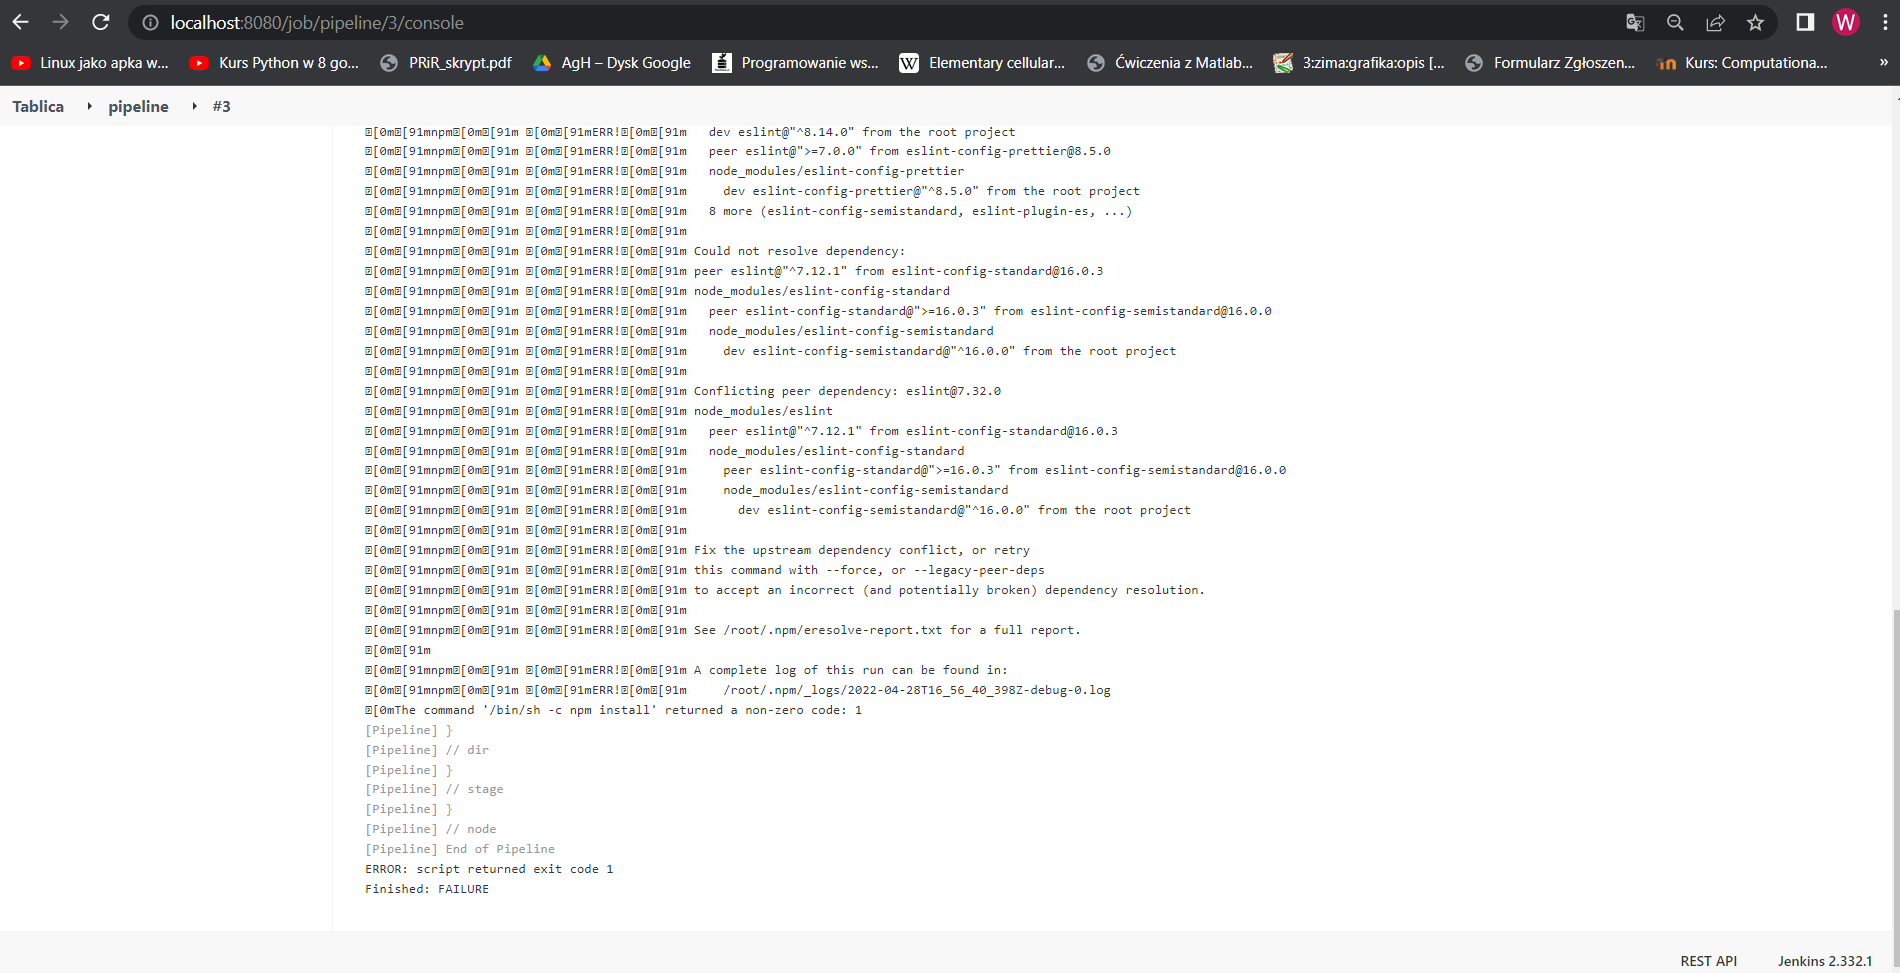 localhost:8080/job/pipeline/3/console
W
Linux jako apka w... Kurs Python w 8 go... PRiR_skrypt.pdf AgH – Dysk Google Programowanie ws... W Elementary cellular... Ćwiczenia z Matlab... 3:zima:grafika:opis [... Formularz Zgłoszen... Kurs: Computationa... »
Tablica pipeline #3
[0m[91mnpm[0m[91m [0m[91mERR![0m[91m   dev eslint@"^8.14.0" from the root project
[0m[91mnpm[0m[91m [0m[91mERR![0m[91m   peer eslint@">=7.0.0" from eslint-config-prettier@8.5.0
[0m[91mnpm[0m[91m [0m[91mERR![0m[91m   node_modules/eslint-config-prettier
[0m[91mnpm[0m[91m [0m[91mERR![0m[91m     dev eslint-config-prettier@"^8.5.0" from the root project
[0m[91mnpm[0m[91m [0m[91mERR![0m[91m   8 more (eslint-config-semistandard, eslint-plugin-es, ...)
[0m[91mnpm[0m[91m [0m[91mERR![0m[91m
[0m[91mnpm[0m[91m [0m[91mERR![0m[91m Could not resolve dependency:
[0m[91mnpm[0m[91m [0m[91mERR![0m[91m peer eslint@"^7.12.1" from eslint-config-standard@16.0.3
[0m[91mnpm[0m[91m [0m[91mERR![0m[91m node_modules/eslint-config-standard
[0m[91mnpm[0m[91m [0m[91mERR![0m[91m   peer eslint-config-standard@">=16.0.3" from eslint-config-semistandard@16.0.0
[0m[91mnpm[0m[91m [0m[91mERR![0m[91m   node_modules/eslint-config-semistandard
[0m[91mnpm[0m[91m [0m[91mERR![0m[91m     dev eslint-config-semistandard@"^16.0.0" from the root project
[0m[91mnpm[0m[91m [0m[91mERR![0m[91m
[0m[91mnpm[0m[91m [0m[91mERR![0m[91m Conflicting peer dependency: eslint@7.32.0
[0m[91mnpm[0m[91m [0m[91mERR![0m[91m node_modules/eslint
[0m[91mnpm[0m[91m [0m[91mERR![0m[91m   peer eslint@"^7.12.1" from eslint-config-standard@16.0.3
[0m[91mnpm[0m[91m [0m[91mERR![0m[91m   node_modules/eslint-config-standard
[0m[91mnpm[0m[91m [0m[91mERR![0m[91m     peer eslint-config-standard@">=16.0.3" from eslint-config-semistandard@16.0.0
[0m[91mnpm[0m[91m [0m[91mERR![0m[91m     node_modules/eslint-config-semistandard
[0m[91mnpm[0m[91m [0m[91mERR![0m[91m       dev eslint-config-semistandard@"^16.0.0" from the root project
[0m[91mnpm[0m[91m [0m[91mERR![0m[91m
[0m[91mnpm[0m[91m [0m[91mERR![0m[91m Fix the upstream dependency conflict, or retry
[0m[91mnpm[0m[91m [0m[91mERR![0m[91m this command with --force, or --legacy-peer-deps
[0m[91mnpm[0m[91m [0m[91mERR![0m[91m to accept an incorrect (and potentially broken) dependency resolution.
[0m[91mnpm[0m[91m [0m[91mERR![0m[91m
[0m[91mnpm[0m[91m [0m[91mERR![0m[91m See /root/.npm/eresolve-report.txt for a full report.
[0m[91m
[0m[91mnpm[0m[91m [0m[91mERR![0m[91m A complete log of this run can be found in:
[0m[91mnpm[0m[91m [0m[91mERR![0m[91m     /root/.npm/_logs/2022-04-28T16_56_40_398Z-debug-0.log
[0mThe command '/bin/sh -c npm install' returned a non-zero code: 1
[Pipeline] }
[Pipeline] // dir
[Pipeline] }
[Pipeline] // stage
[Pipeline] }
[Pipeline] // node
[Pipeline] End of Pipeline
ERROR: script returned exit code 1
Finished: FAILURE
REST API Jenkins 2.332.1